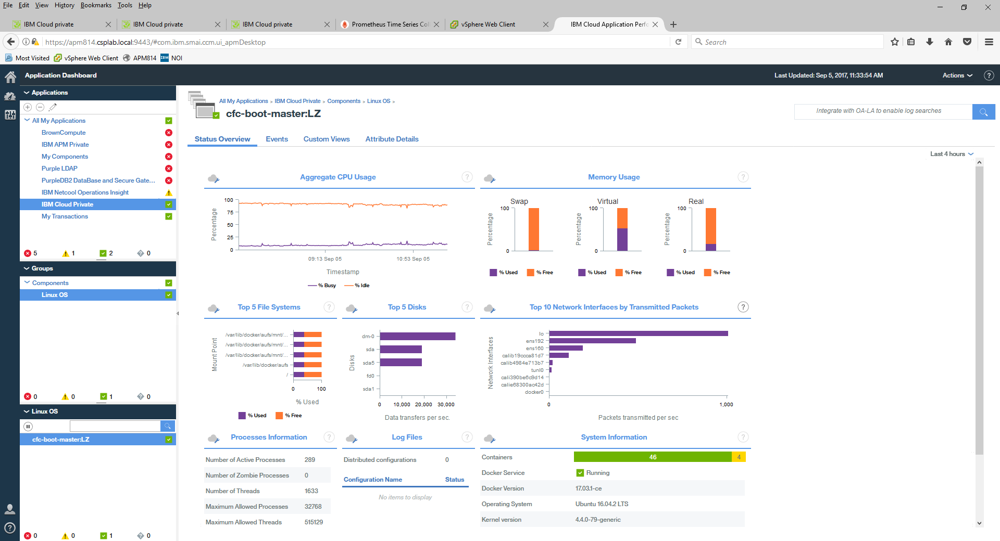 File Edit View History Bookmarks Tools Help
IBM Cloud private
IBM Cloud private
IBM Cloud private
Prometheus Time Series Col
vSphere Web Client
IBM Cloud Application Perfo
https://apm814.csplab.local:9443/#com.ibm.smai.ccm.ui_apmDesktop
Search
Most Visited vSphere Web Client APM814 IBM NOI
Application Dashboard
Last Updated: Sep 5, 2017, 11:33:54 AM
Actions
?
Applications
All My Applications
BrownCompute
IBM APM Private
My Components
Purple LDAP
PurpleDB2 DataBase and Secure Gate...
IBM Netcool Operations Insight
IBM Cloud Private
My Transactions
5 1 2 0
Groups
Components
Linux OS
0 0 1 0
Linux OS
cfc-boot-master:LZ
0 0 1 0
?
All My Applications > IBM Cloud Private > Components > Linux OS >
cfc-boot-master:LZ
Integrate with OA-LA to enable log searches
Status Overview Events Custom Views Attribute Details
Last 4 hours
Aggregate CPU Usage ?
Percentage
100
75
50
25
0
09:13 Sep 05 10:53 Sep 05
Timestamp
% Busy % Idle
Memory Usage ?
Swap Virtual Real
Percentage 100 0
Percentage 100 0
Percentage 100 0
% Used % Free
% Used % Free
% Used % Free
Top 5 File Systems ?
Mount Point
/var/lib/docker/aufs/mnt/...
/var/lib/docker/aufs/mnt/...
/var/lib/docker/aufs/mnt/...
/var/lib/docker/aufs
/
0 100
% Used
% Used % Free
Top 5 Disks ?
Disks
dm-0
sda
sda5
fd0
sda1
0 10,000 20,000 30,000
Data transfers per sec.
Top 10 Network Interfaces by Transmitted Packets ?
Network Interfaces
lo
ens192
ens160
calib19ccca81d7
calib4984e713b7
tunl0
cali390be6c9d14
calie68300ac42d
docker0
0 1,000
Packets transmitted per sec
Processes Information ?
Number of Active Processes 289
Number of Zombie Processes 0
Number of Threads 1633
Maximum Allowed Processes 32768
Maximum Allowed Threads 515129
Log Files ?
Distributed configurations 0
Configuration Name Status
No items to display
System Information ?
Containers 46 4
Docker Service Running
Docker Version 17.03.1-ce
Operating System Ubuntu 16.04.2 LTS
Kernel version 4.4.0-79-generic